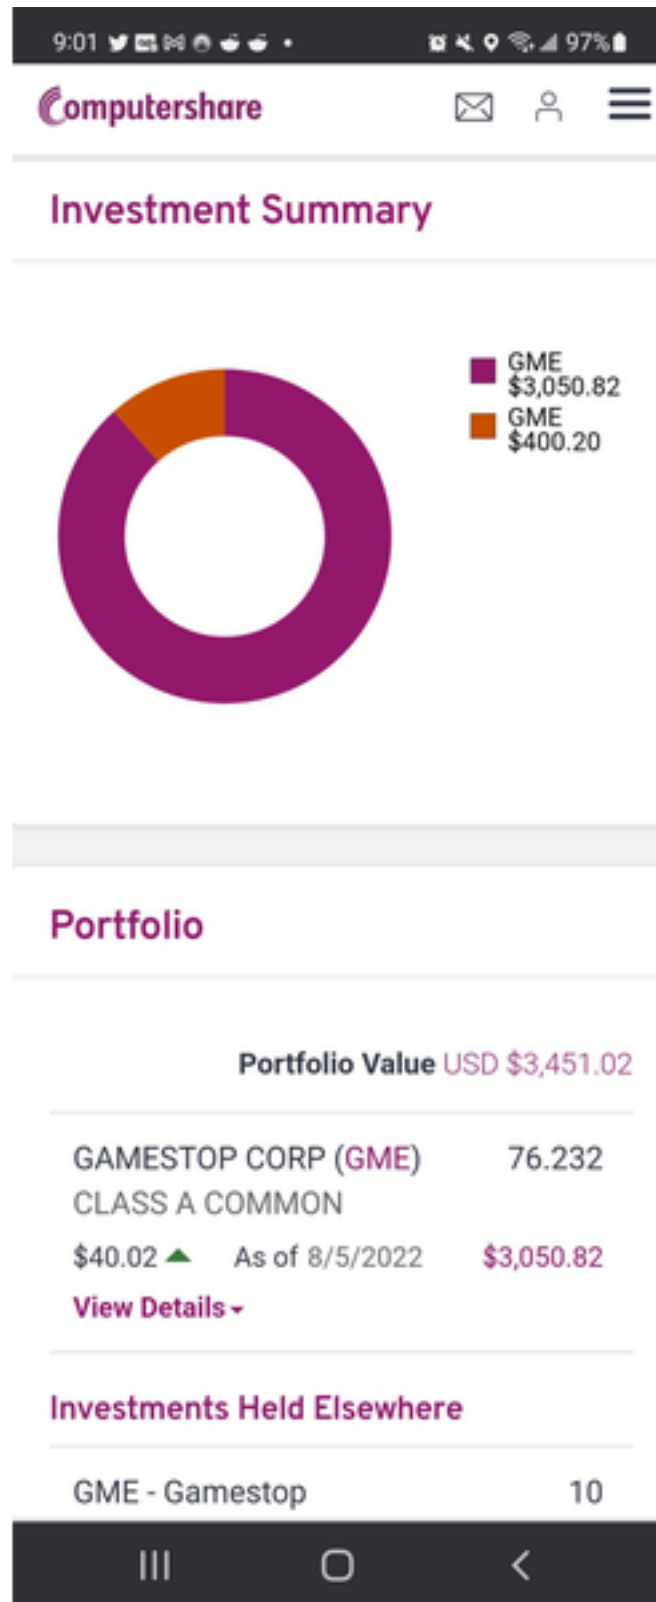 9:01 97%
Computershare
Investment Summary
GME
$3,050.82
GME
$400.20
Portfolio
Portfolio Value USD $3,451.02
GAMESTOP CORP (GME) 76.232
CLASS A COMMON
$40.02 As of 8/5/2022 $3,050.82
View Details
Investments Held Elsewhere
GME - Gamestop 10